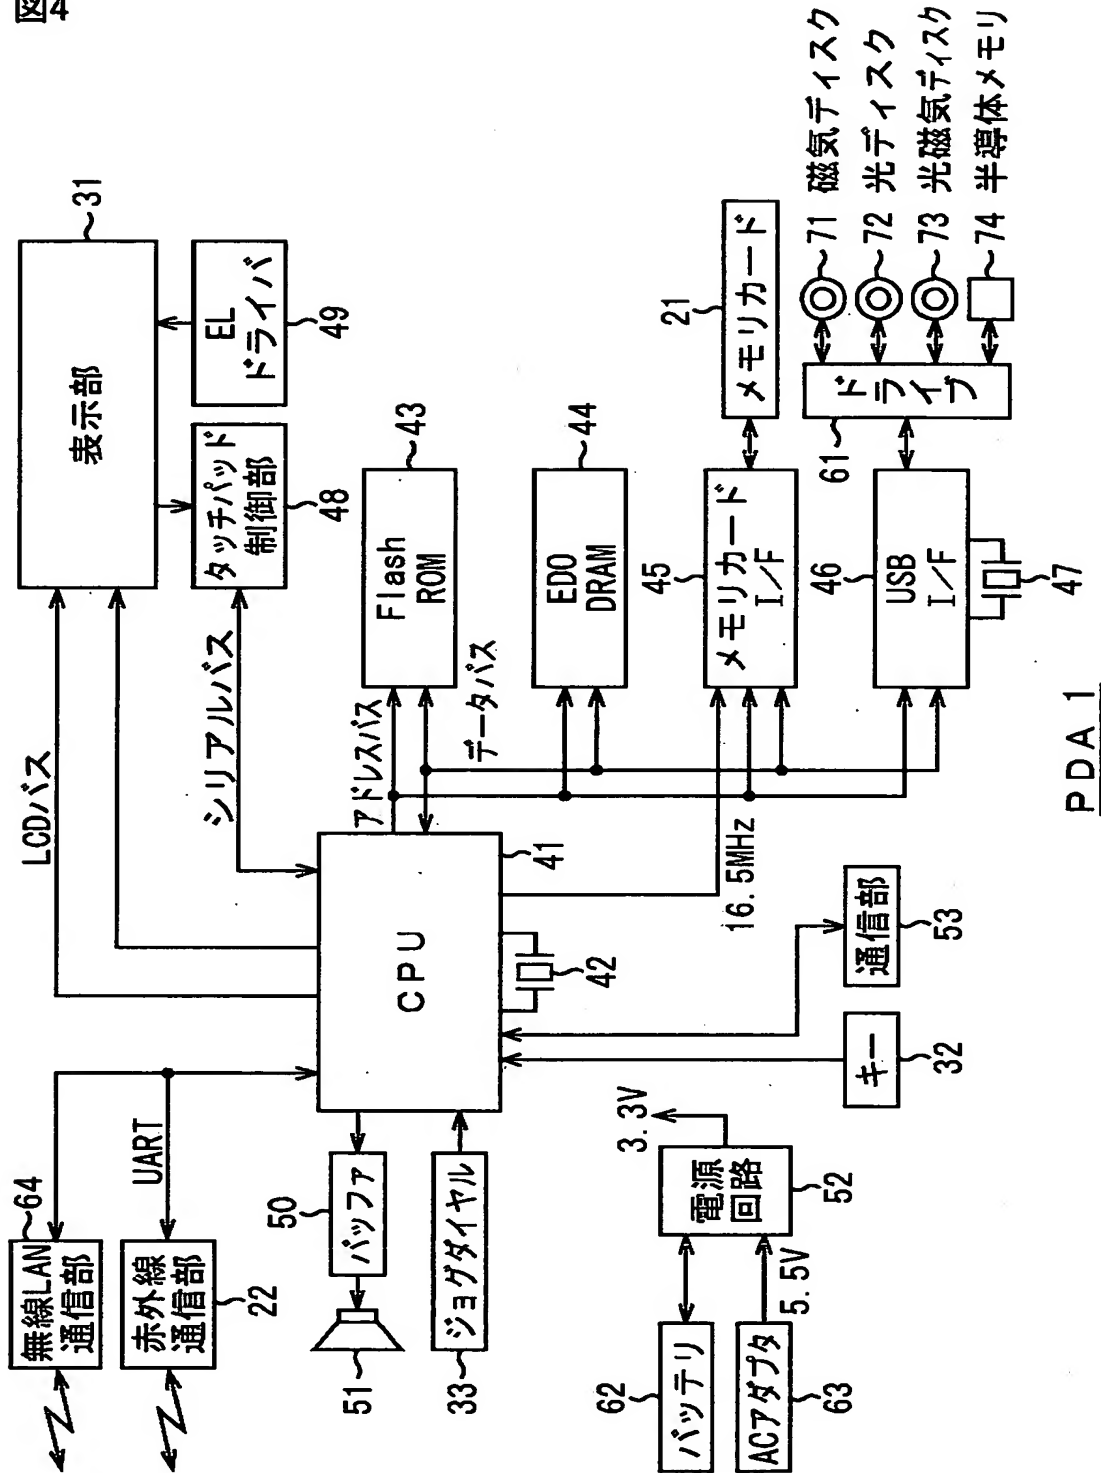 図4
無線LAN
通信部
64
赤外線
通信部
22
UART
LCDバス
シリアルバス
表示部
31
タッチパッド
制御部
48
EL
ドライバ
49
バッファ
50
51
ジョグダイヤル
33
CPU
41
42
アドレスバス
データバス
Flash
ROM
43
EDO
DRAM
44
16.5MHz
メモリカード
I/F
45
メモリカード
21
USB
I/F
46
47
ドライブ
61
71 磁気ディスク
72 光ディスク
73 光磁気ディスク
74 半導体メモリ
バッテリ
62
ACアダプタ
63
5.5V
電源
回路
52
3.3V
キー
32
通信部
53
PDA1